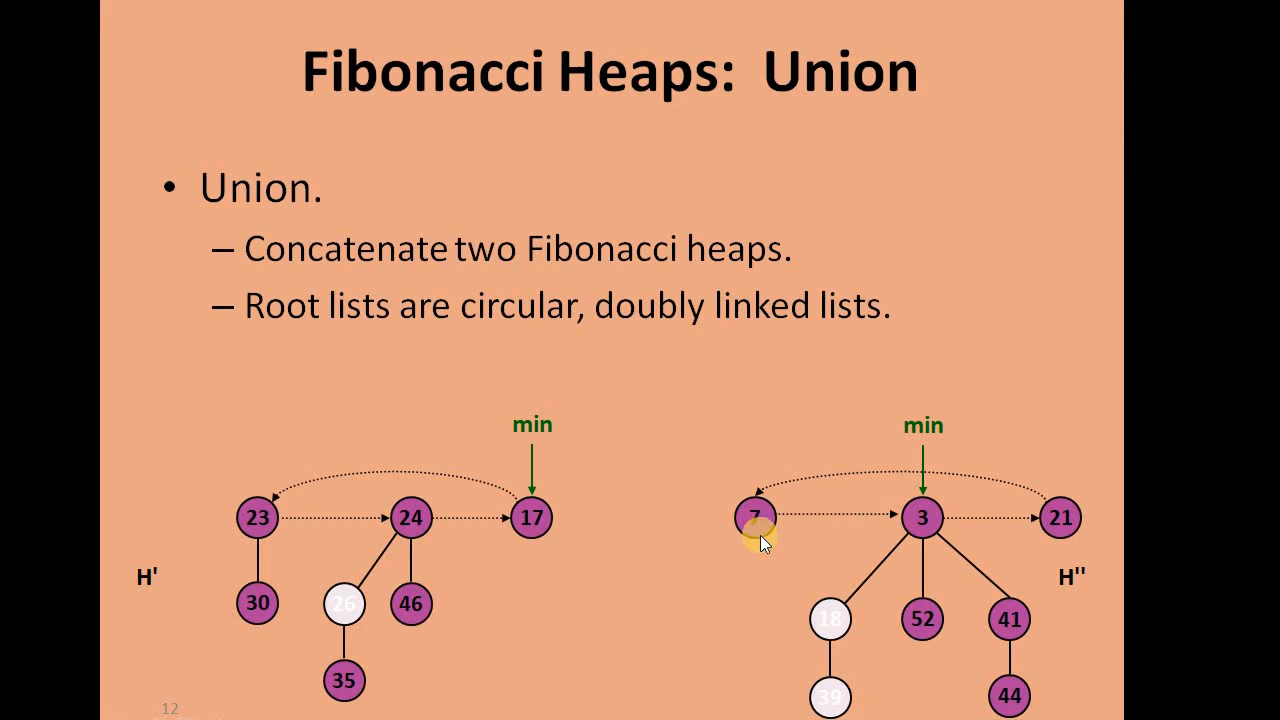 Fibonacci Heaps: Union
• Union.
– Concatenate two Fibonacci heaps.
– Root lists are circular, doubly linked lists.
min
min
23
24
17
7
3
21
H'
H''
30
26
46
18
52
41
35
39
44
12